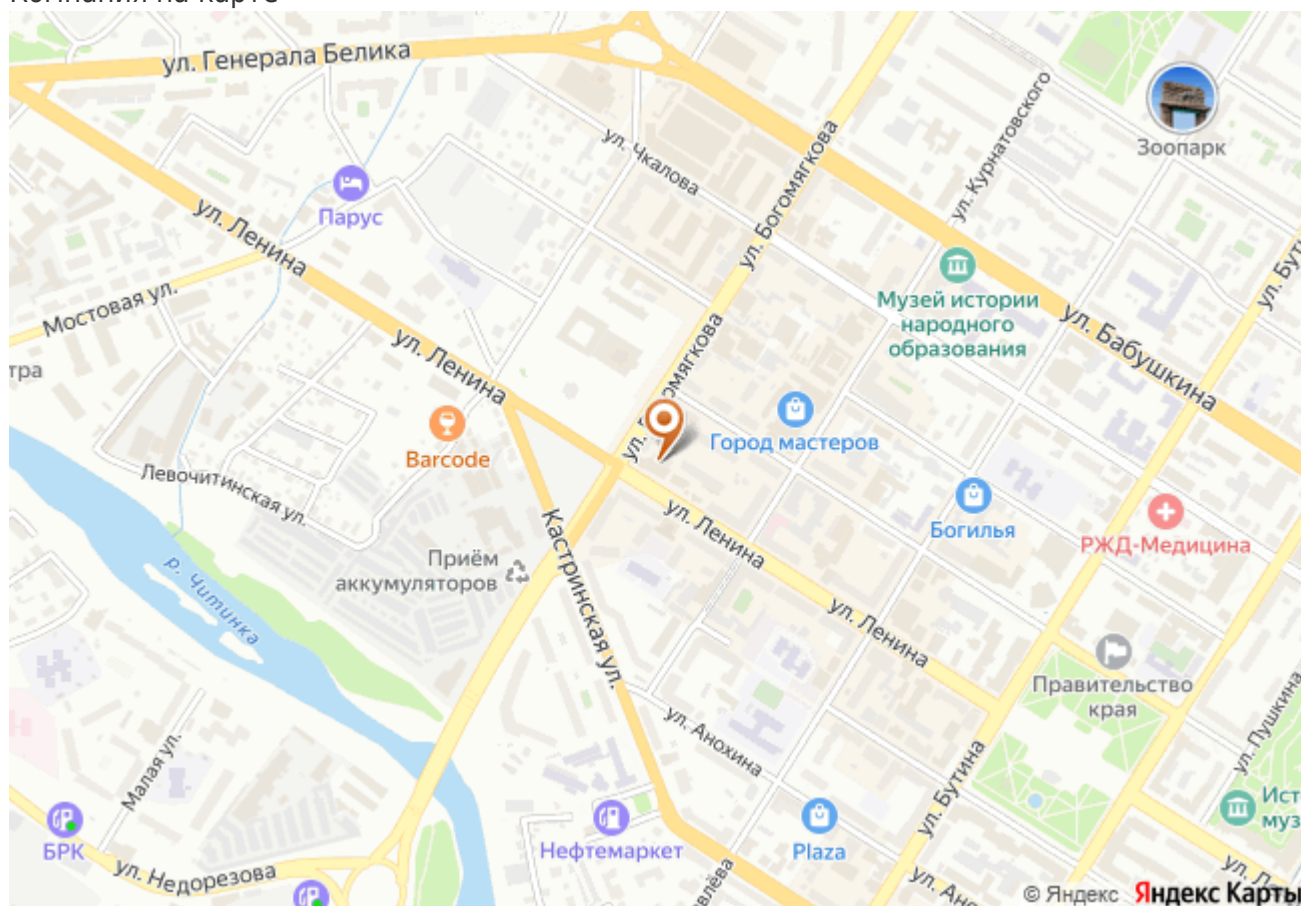 Компания на карте
ул. Генерала Белика
ул. Чкалова
ул. Богомягкова
ул. Курнатовского
Зоопарк
Парус
ул. Ленина
Мостовая ул.
Музей истории
народного
образования
ул. Бабушкина
ул. Ленина
Город мастеров
Barcode
Левочитинская ул.
ул. Ленина
Богилья
РЖД-Медицина
Приём
аккумуляторов
Кастринская ул.
р. Читинка
ул. Ленина
Правительство
края
ул. Анохина
ул. Пушкина
Малая ул.
ул. Бутина
БРК
Нефтемаркет
Plaza
ул. Недорезова
© Яндекс Яндекс Карты